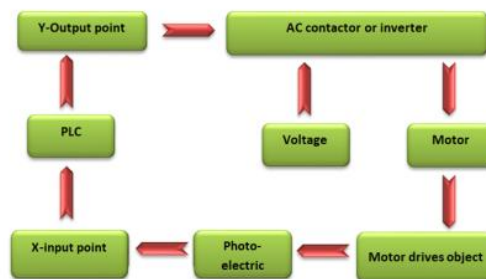 Y-Output point
AC contactor or inverter
PLC
Voltage
Motor
X-input point
Photo-
electric
Motor drives object